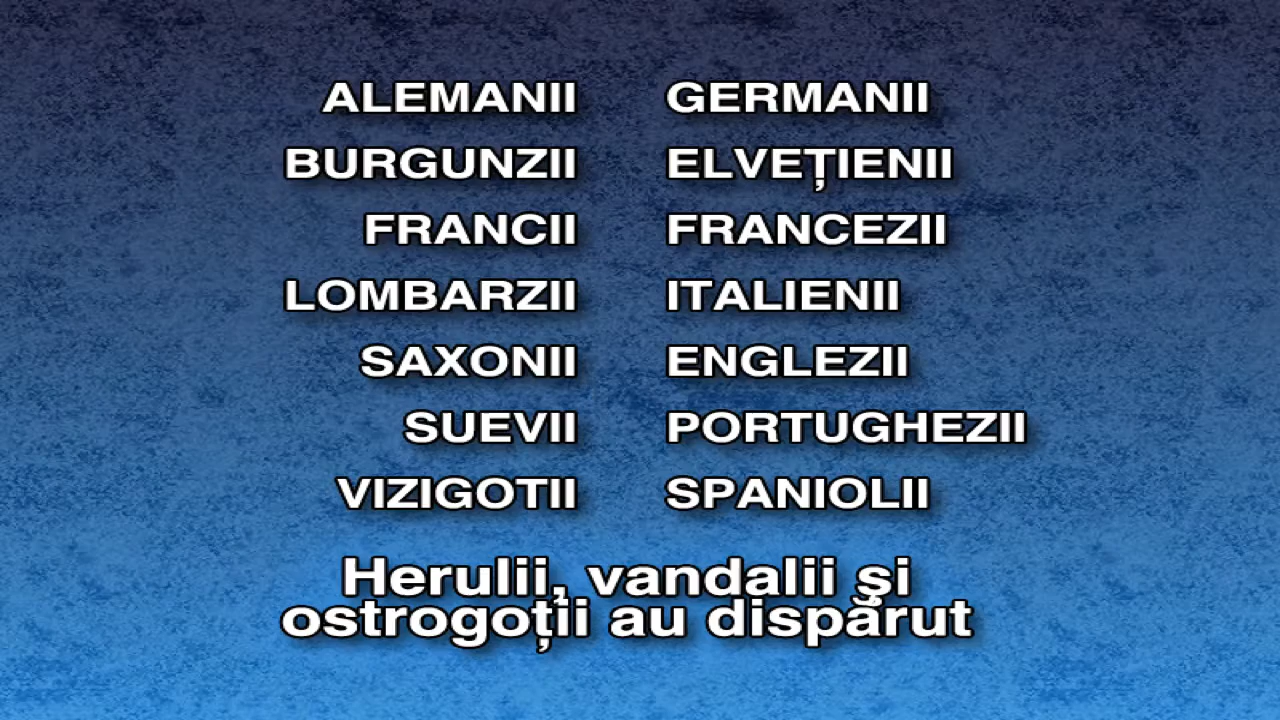 ALEMANII GERMANII
BURGUNZII ELVEȚIENII
FRANCII FRANCEZII
LOMBARZII ITALIENII
SAXONII ENGLEZII
SUEVII PORTUGHEZII
VIZIGOTII SPANIOLII
Herulii, vandalii şi
ostrogoții au dispărut